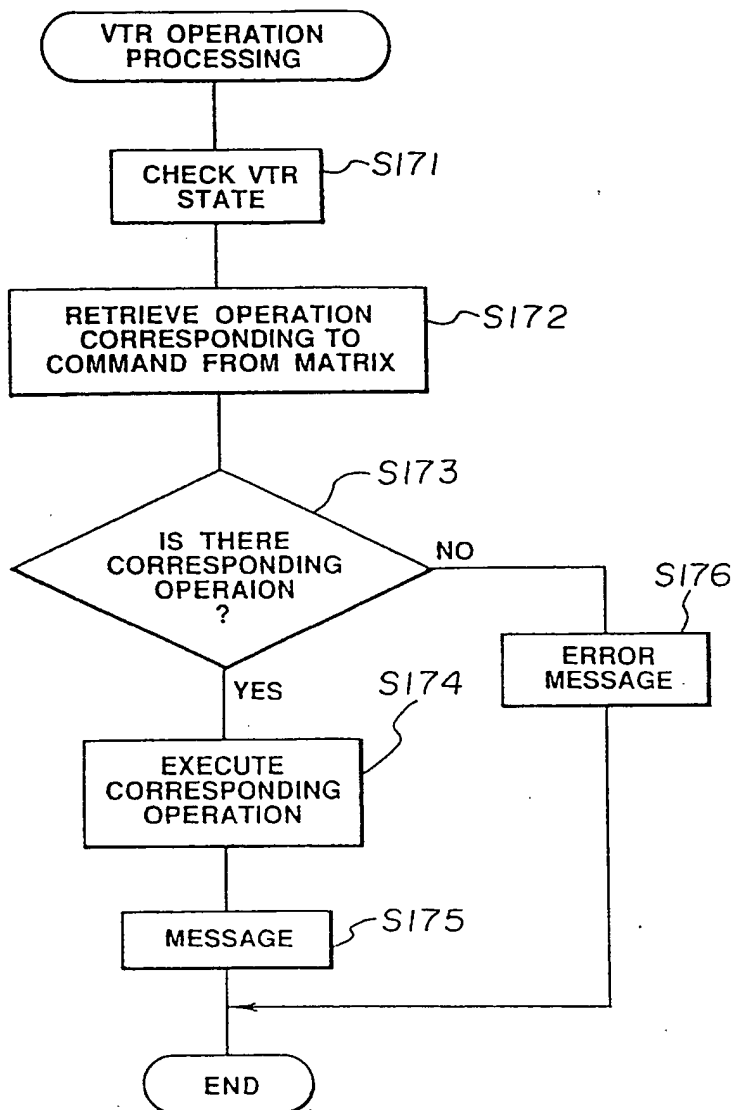 VTR OPERATION
PROCESSING
CHECK VTR
STATE
S171
RETRIEVE OPERATION
CORRESPONDING TO
COMMAND FROM MATRIX
S172
S173
IS THERE
CORRESPONDING
OPERAION
?
NO
S176
ERROR
MESSAGE
YES
S174
EXECUTE
CORRESPONDING
OPERATION
MESSAGE
S175
END